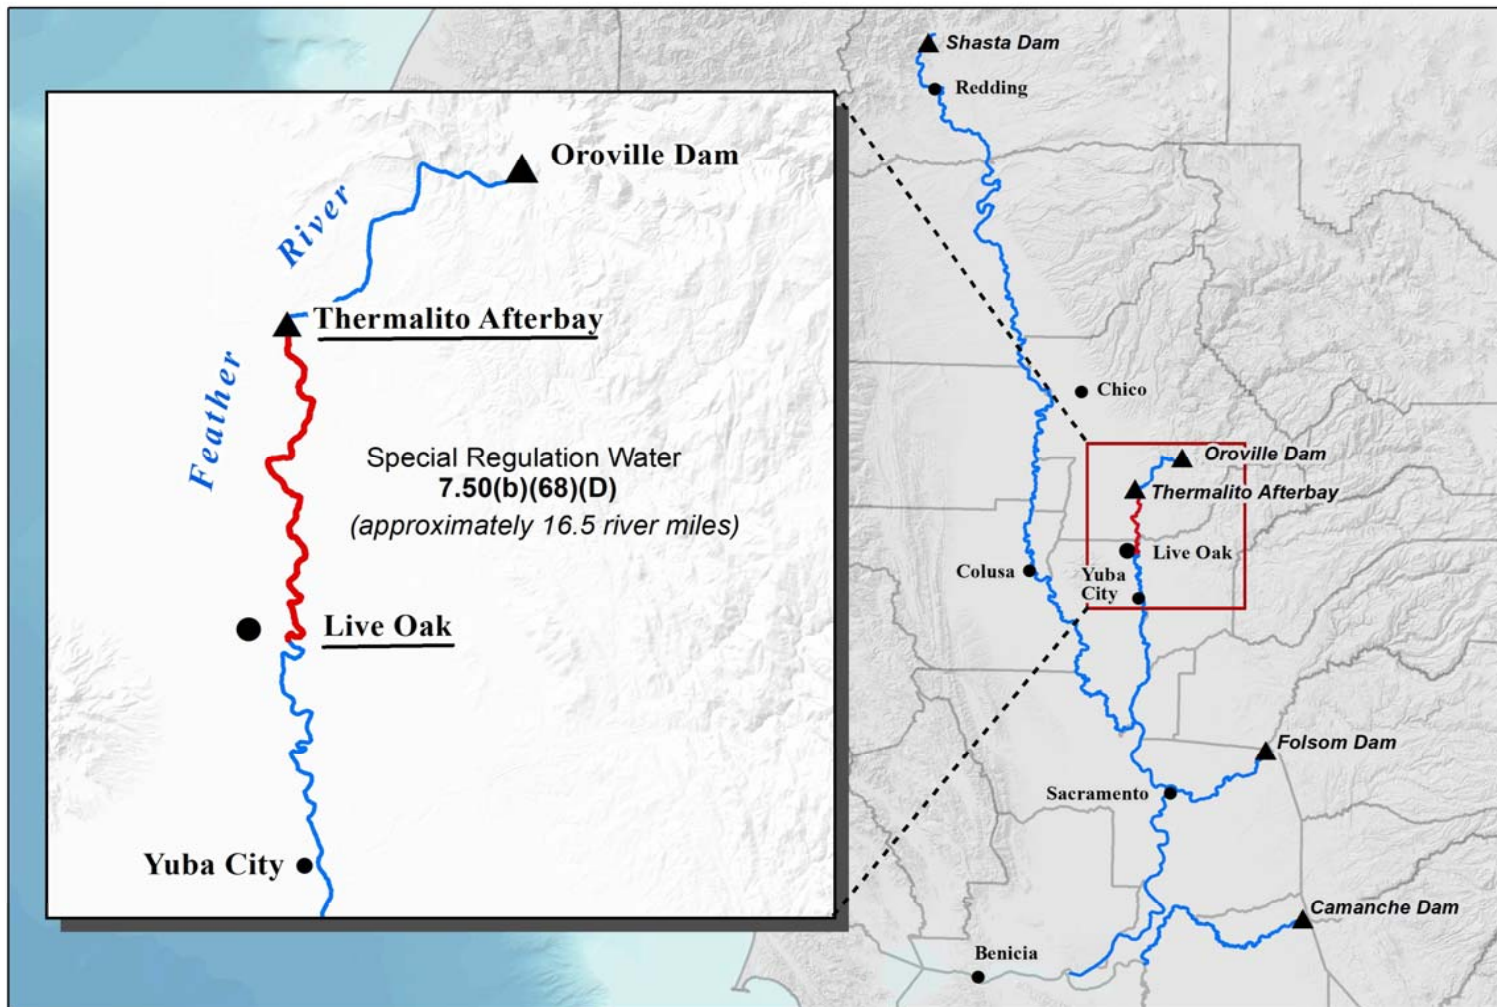 Oroville Dam
River
Thermalito Afterbay
Feather
Special Regulation Water
7.50(b)(68)(D)
(approximately 16.5 river miles)
Live Oak
Yuba City
Shasta Dam
Redding
Chico
Oroville Dam
Thermalito Afterbay
Live Oak
Colusa
Yuba
City
Folsom Dam
Sacramento
Camanche Dam
Benicia